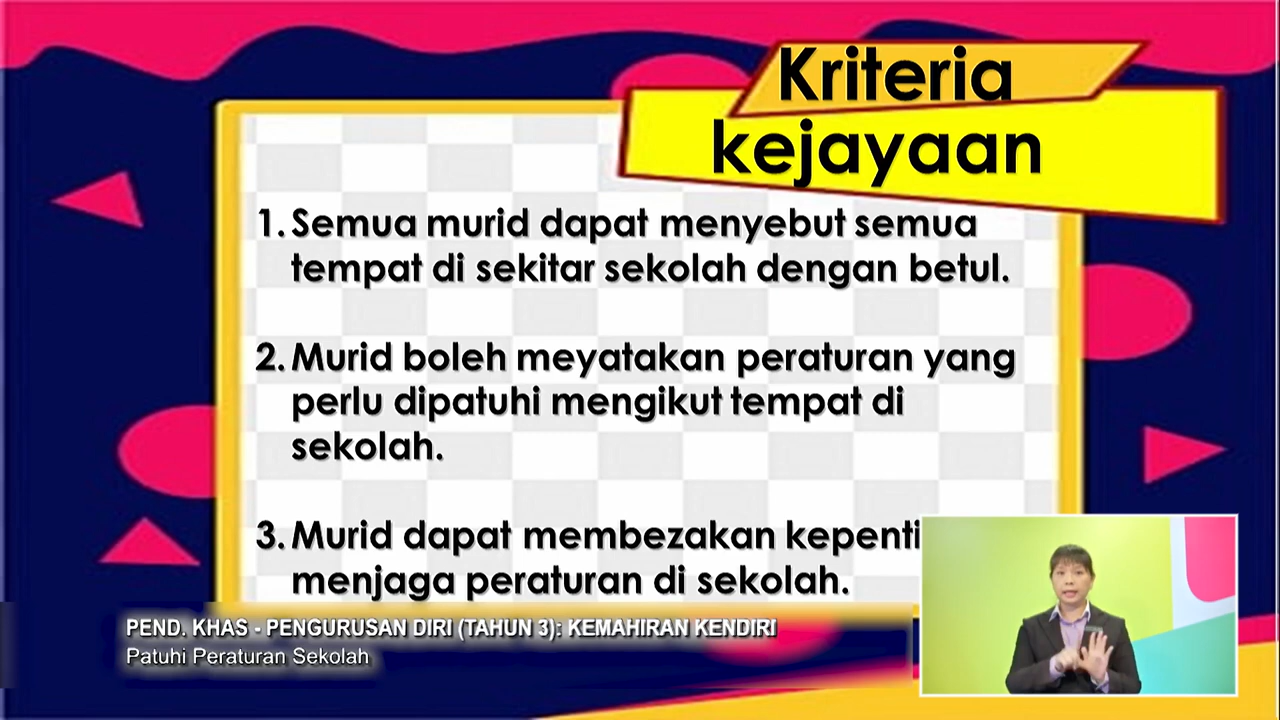 Kriteria
kejayaan
1. Semua murid dapat menyebut semua
tempat di sekitar sekolah dengan betul.
2. Murid boleh meyatakan peraturan yang
perlu dipatuhi mengikut tempat di
sekolah.
3. Murid dapat membezakan
menjaga peraturan di sekolah.
PEND. KHAS - PENGURUSAN DIRI (TAHUN 3): KEMAHIRAN KENDIRI
Patuhi Peraturan Sekolah